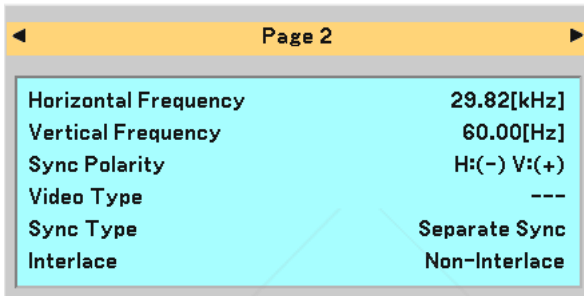 Page 2
Horizontal Frequency 29.82[kHz]
Vertical Frequency 60.00[Hz]
Sync Polarity H:(-) V:(+)
Video Type ---
Sync Type Separate Sync
Interlace Non-Interlace